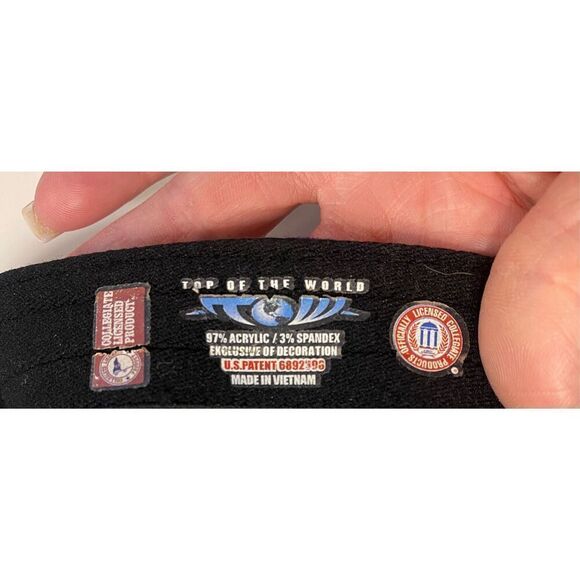 COLLEGIATE
LICENSED
PRODUCT
TOP OF THE WORLD
TOW
97% ACRYLIC / 3% SPANDEX
EXCLUSIVE OF DECORATION
U.S. PATENT 6892396
MADE IN VIETNAM
OFFICIALLY LICENSED COLLEGIATE PRODUCTS